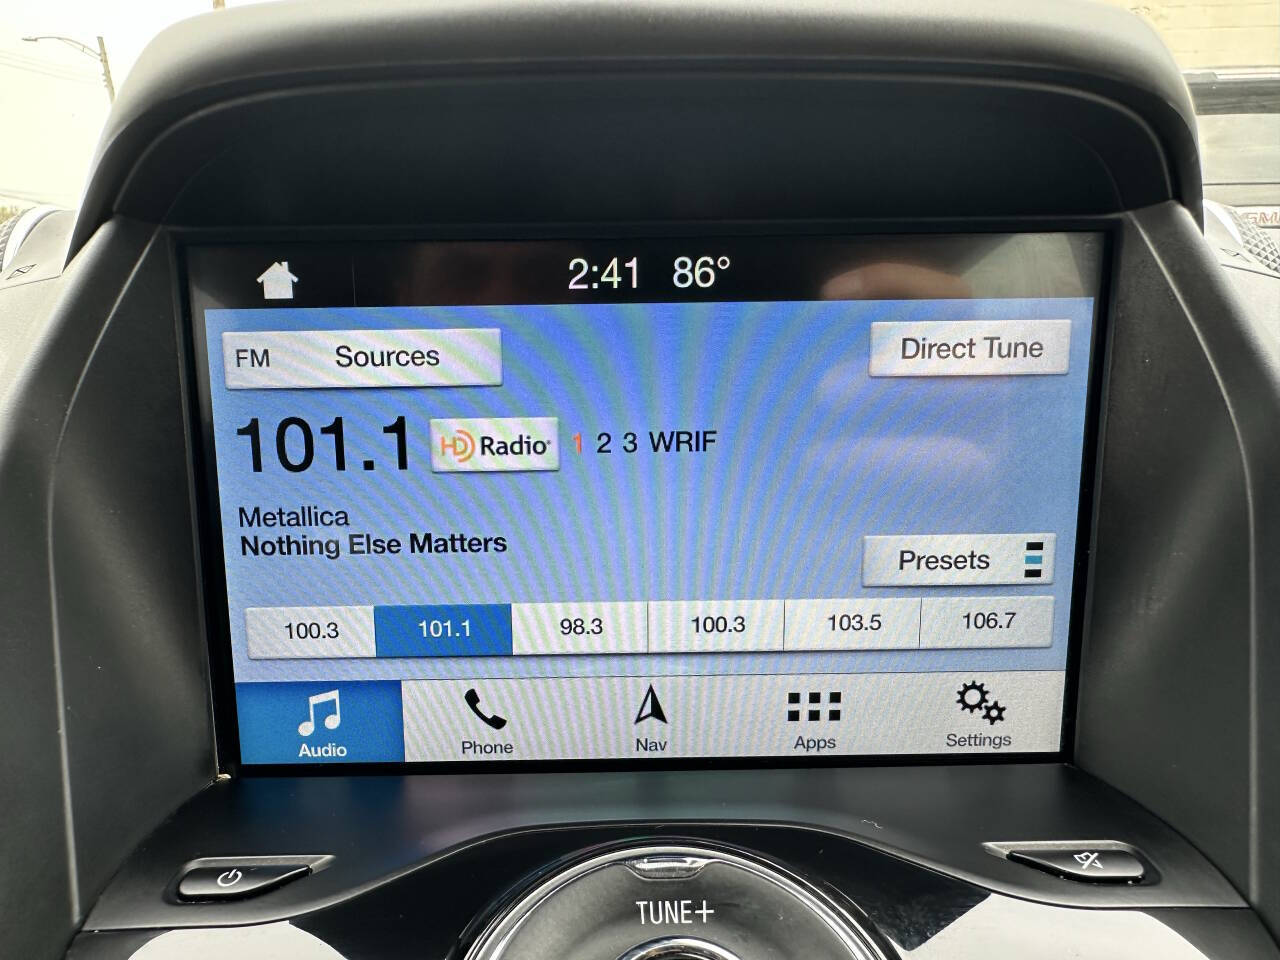 2:41 86°
FM Sources
Direct Tune
101.1 HD Radio 1 2 3 WRIF
Metallica
Nothing Else Matters
Presets
100.3 101.1 98.3 100.3 103.5 106.7
Audio Phone Nav Apps Settings
TUNE+